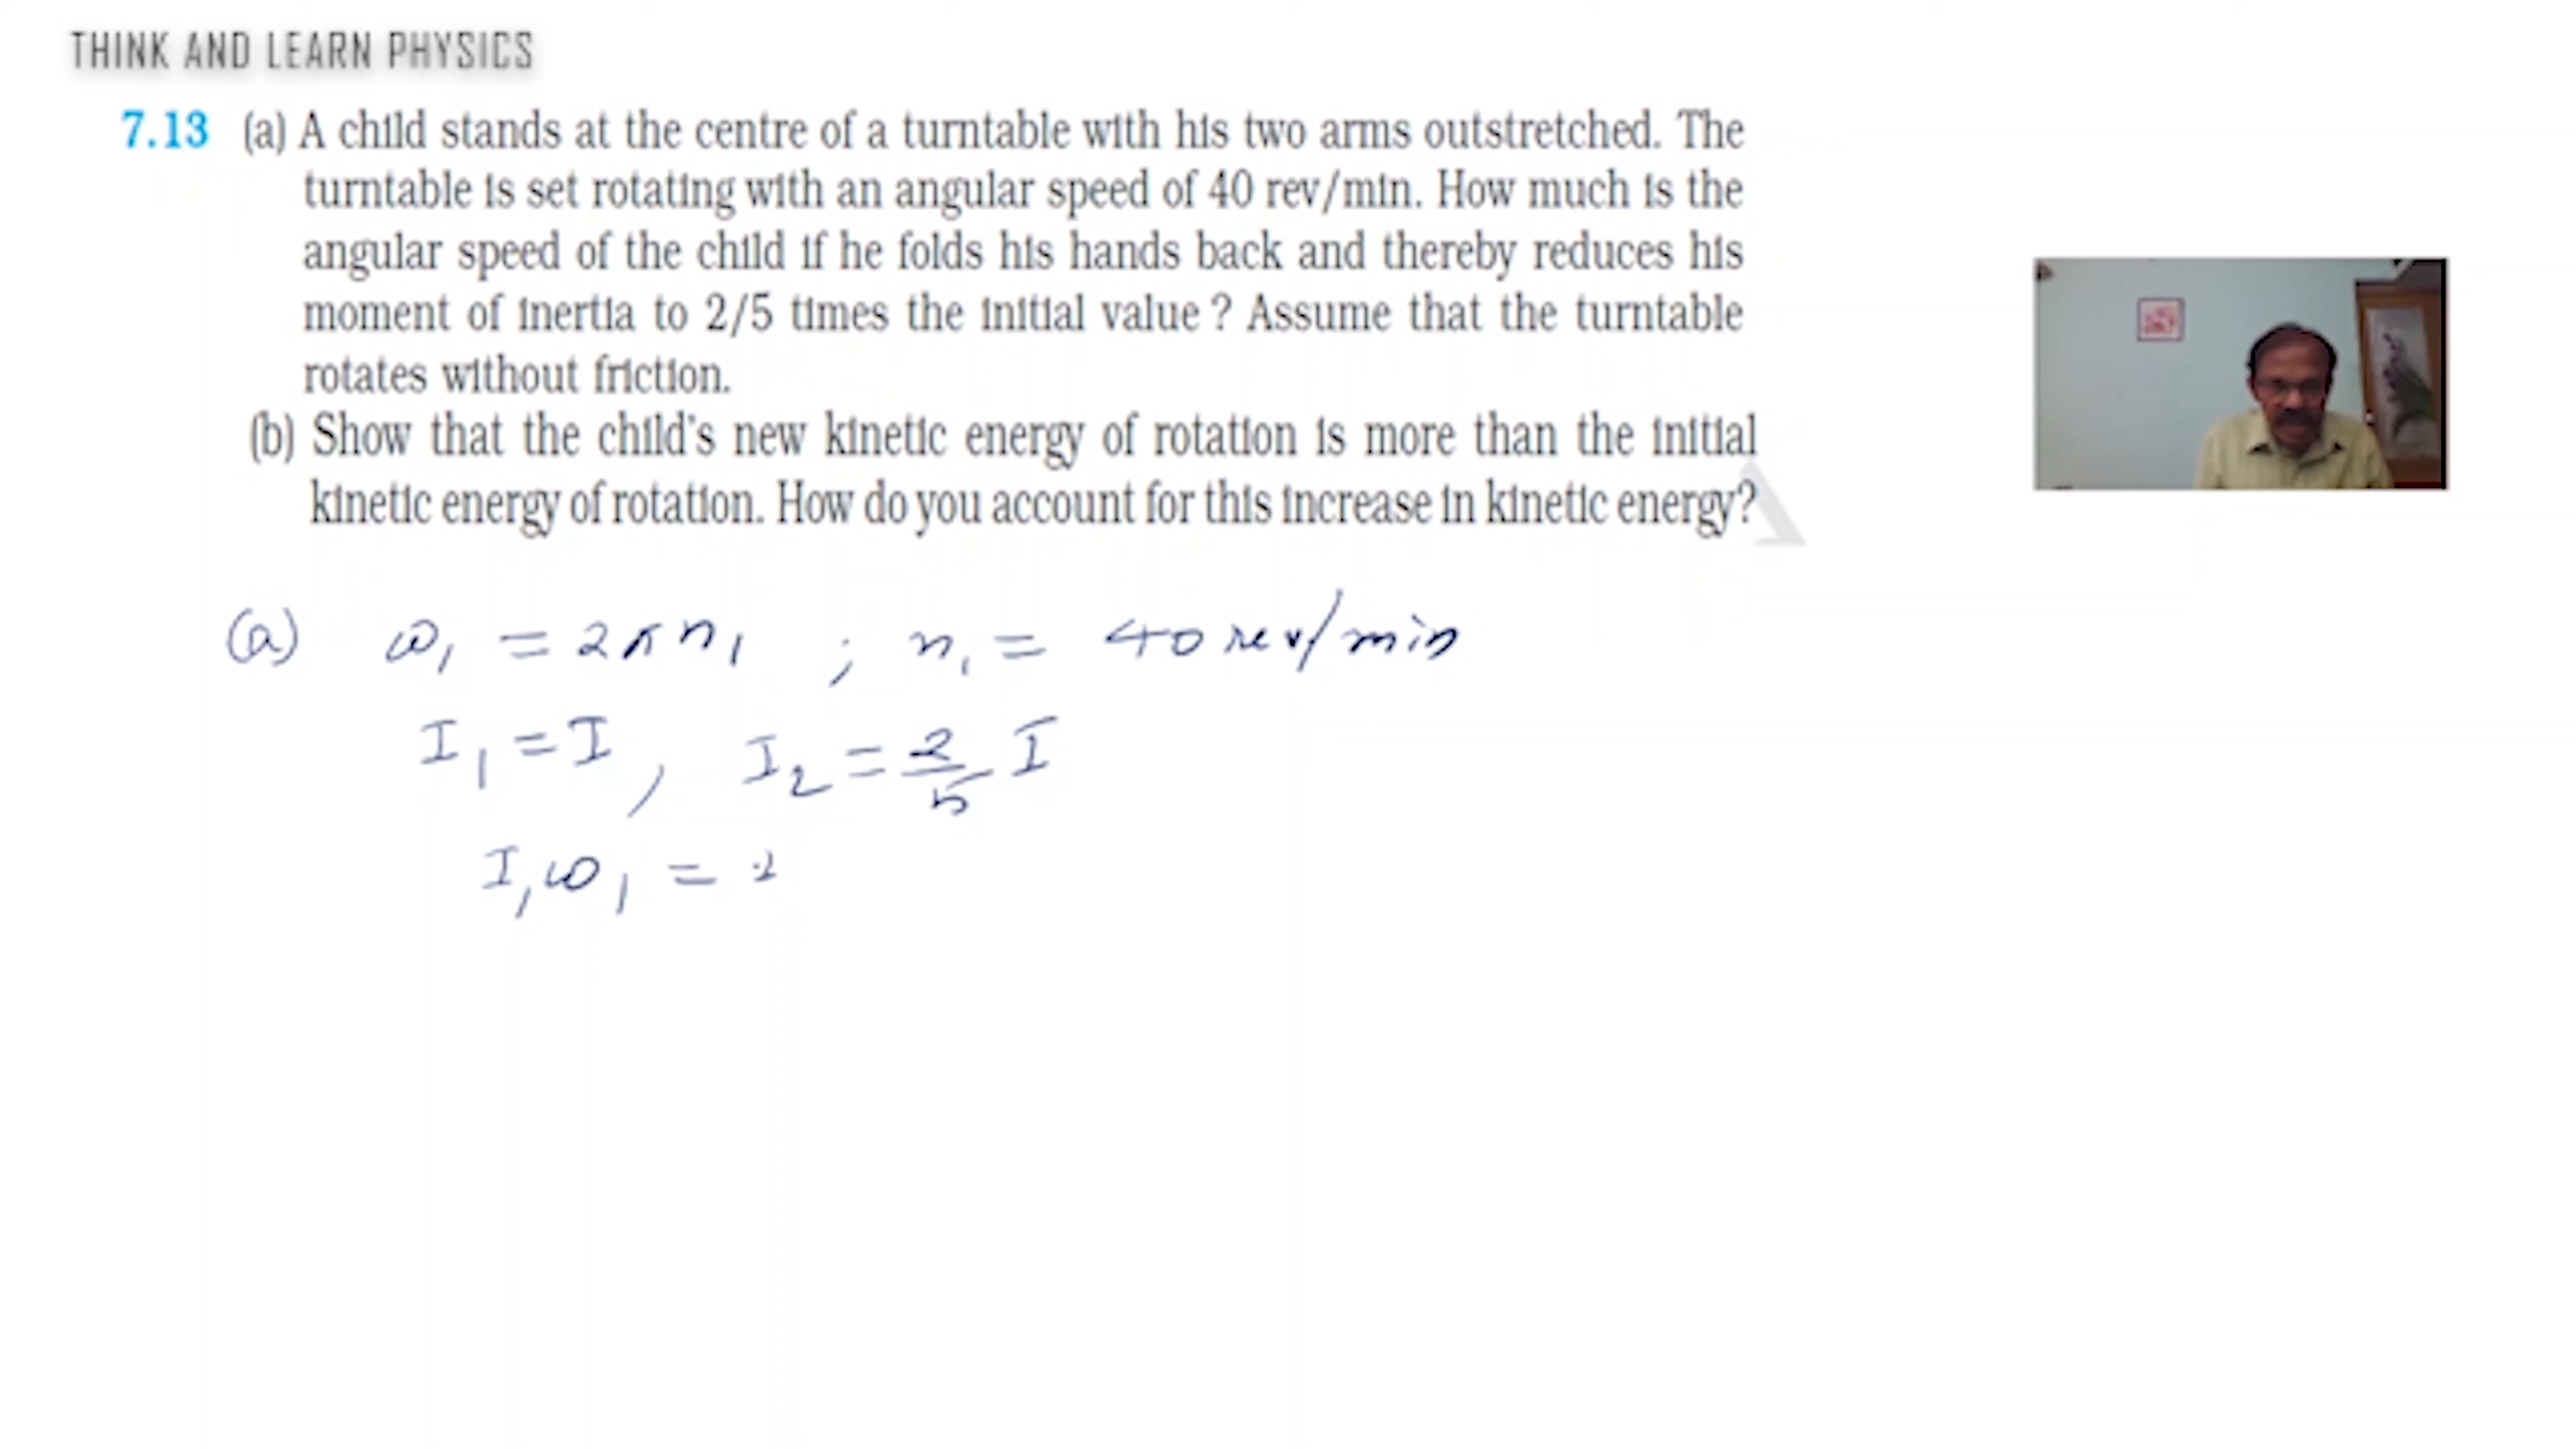 THINK AND LEARN PHYSICS
7.13 (a) A child stands at the centre of a turntable with his two arms outstretched. The
turntable is set rotating with an angular speed of 40 rev/min. How much is the
angular speed of the child if he folds his hands back and thereby reduces his
moment of inertia to 2/5 times the initial value ? Assume that the turntable
rotates without friction.
(b) Show that the child's new kinetic energy of rotation is more than the initial
kinetic energy of rotation. How do you account for this increase in kinetic energy?
(a) ω₁ = 2πn₁ ; n₁ = 40 rev/min
I₁ = I , I₂ = 2/5 I
I₁ω₁ =